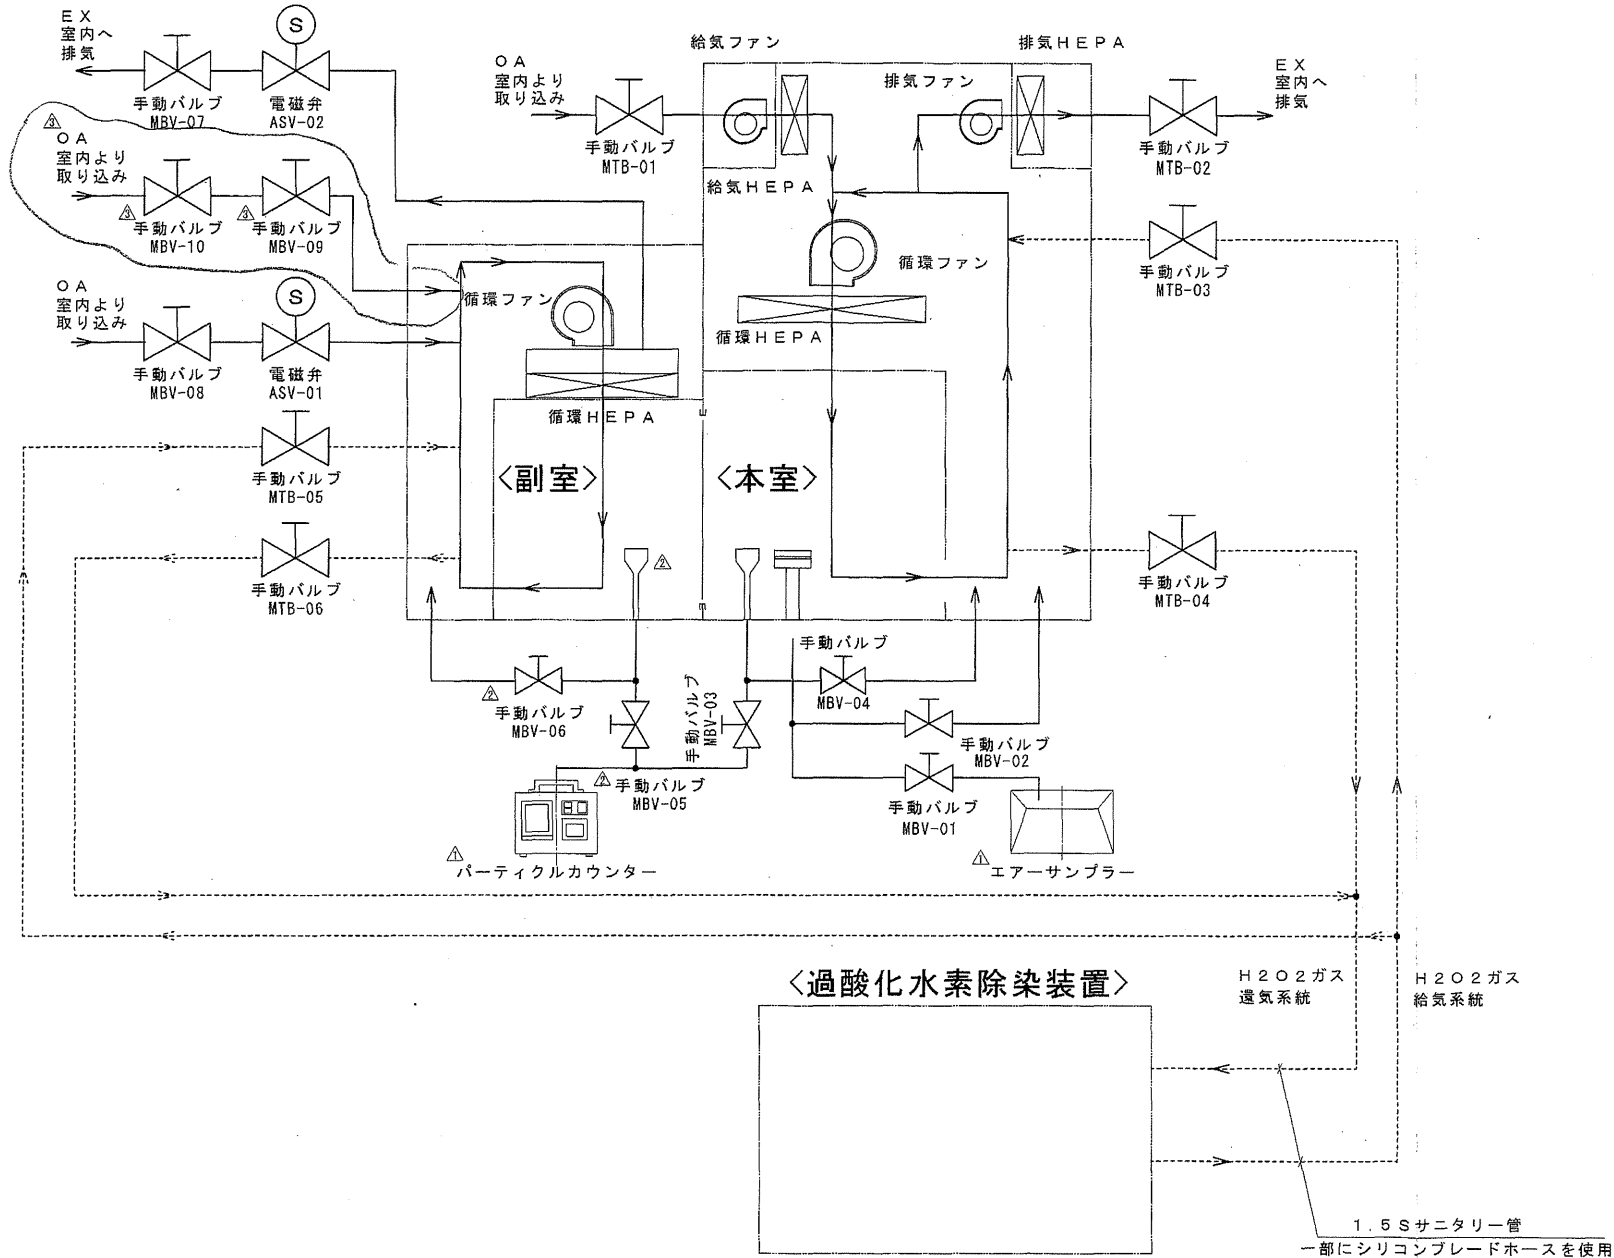 EX
室内へ
排気
S
手動バルブ
MBV-07
電磁弁
ASV-02
3
OA
室内より
取り込み
3
手動バルブ
MBV-10
3
手動バルブ
MBV-09
OA
室内より
取り込み
S
手動バルブ
MBV-08
電磁弁
ASV-01
手動バルブ
MTB-05
手動バルブ
MTB-06
OA
室内より
取り込み
手動バルブ
MTB-01
給気ファン
給気HEPA
排気ファン
排気HEPA
EX
室内へ
排気
手動バルブ
MTB-02
手動バルブ
MTB-03
手動バルブ
MTB-04
循環ファン
循環HEPA
循環ファン
循環HEPA
<副室>
<本室>
2
2
手動バルブ
MBV-06
手動バルブ
MBV-03
手動バルブ
MBV-04
手動バルブ
MBV-02
2
手動バルブ
MBV-05
手動バルブ
MBV-01
1
パーティクルカウンター
1
エアーサンプラー
<過酸化水素除染装置>
H2O2ガス
還気系統
H2O2ガス
給気系統
1.5Sサニタリー管
一部にシリコンブレードホースを使用